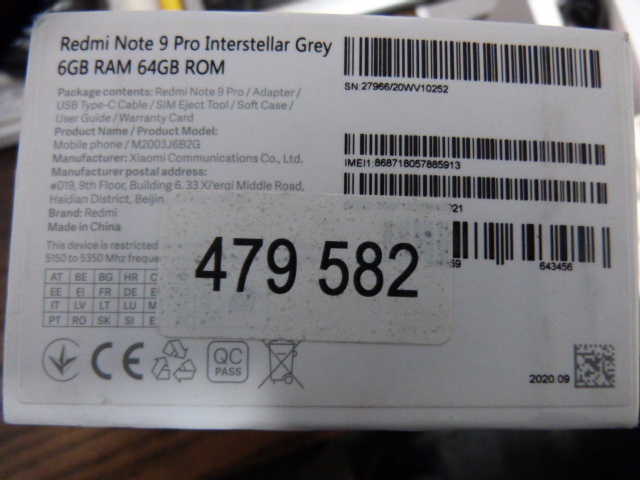 Redmi Note 9 Pro Interstellar Grey
6GB RAM 64GB ROM
Package contents: Redmi Note 9 Pro / Adapter /
USB Type-C Cable / SIM Eject Tool / Soft Case /
User Guide / Warranty Card
Product Name / Product Model:
Mobile phone / M2003J6B2G
Manufacturer: Xiaomi Communications Co., Ltd.
Manufacturer postal address:
#019, 9th Floor, Building 6, 33 Xi'erqi Middle Road,
Haidian District, Beijin
Brand: Redmi
Made in China
This device is restricted
5150 to 5350 Mhz freque
AT BE BG HR C
EE EI FR DE E
IT LV LT LU M
PT RO SK SI E
SN: 27966/20WV10252
IMEI1:868718057885913
21
59
643456
479 582
CE
QC
PASS
2020.09